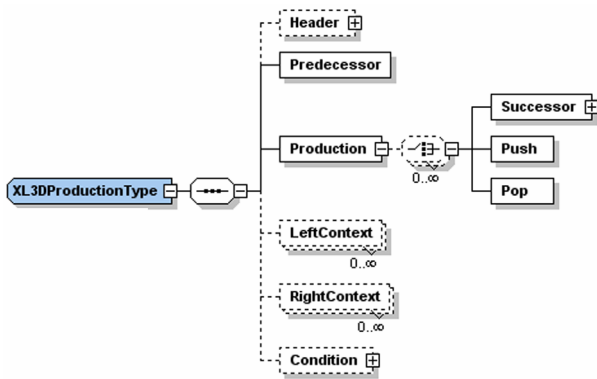 Header
Predecessor
Successor
Production
Push
0..∞
Pop
XL3DProductionType
LeftContext
0..∞
RightContext
0..∞
Condition